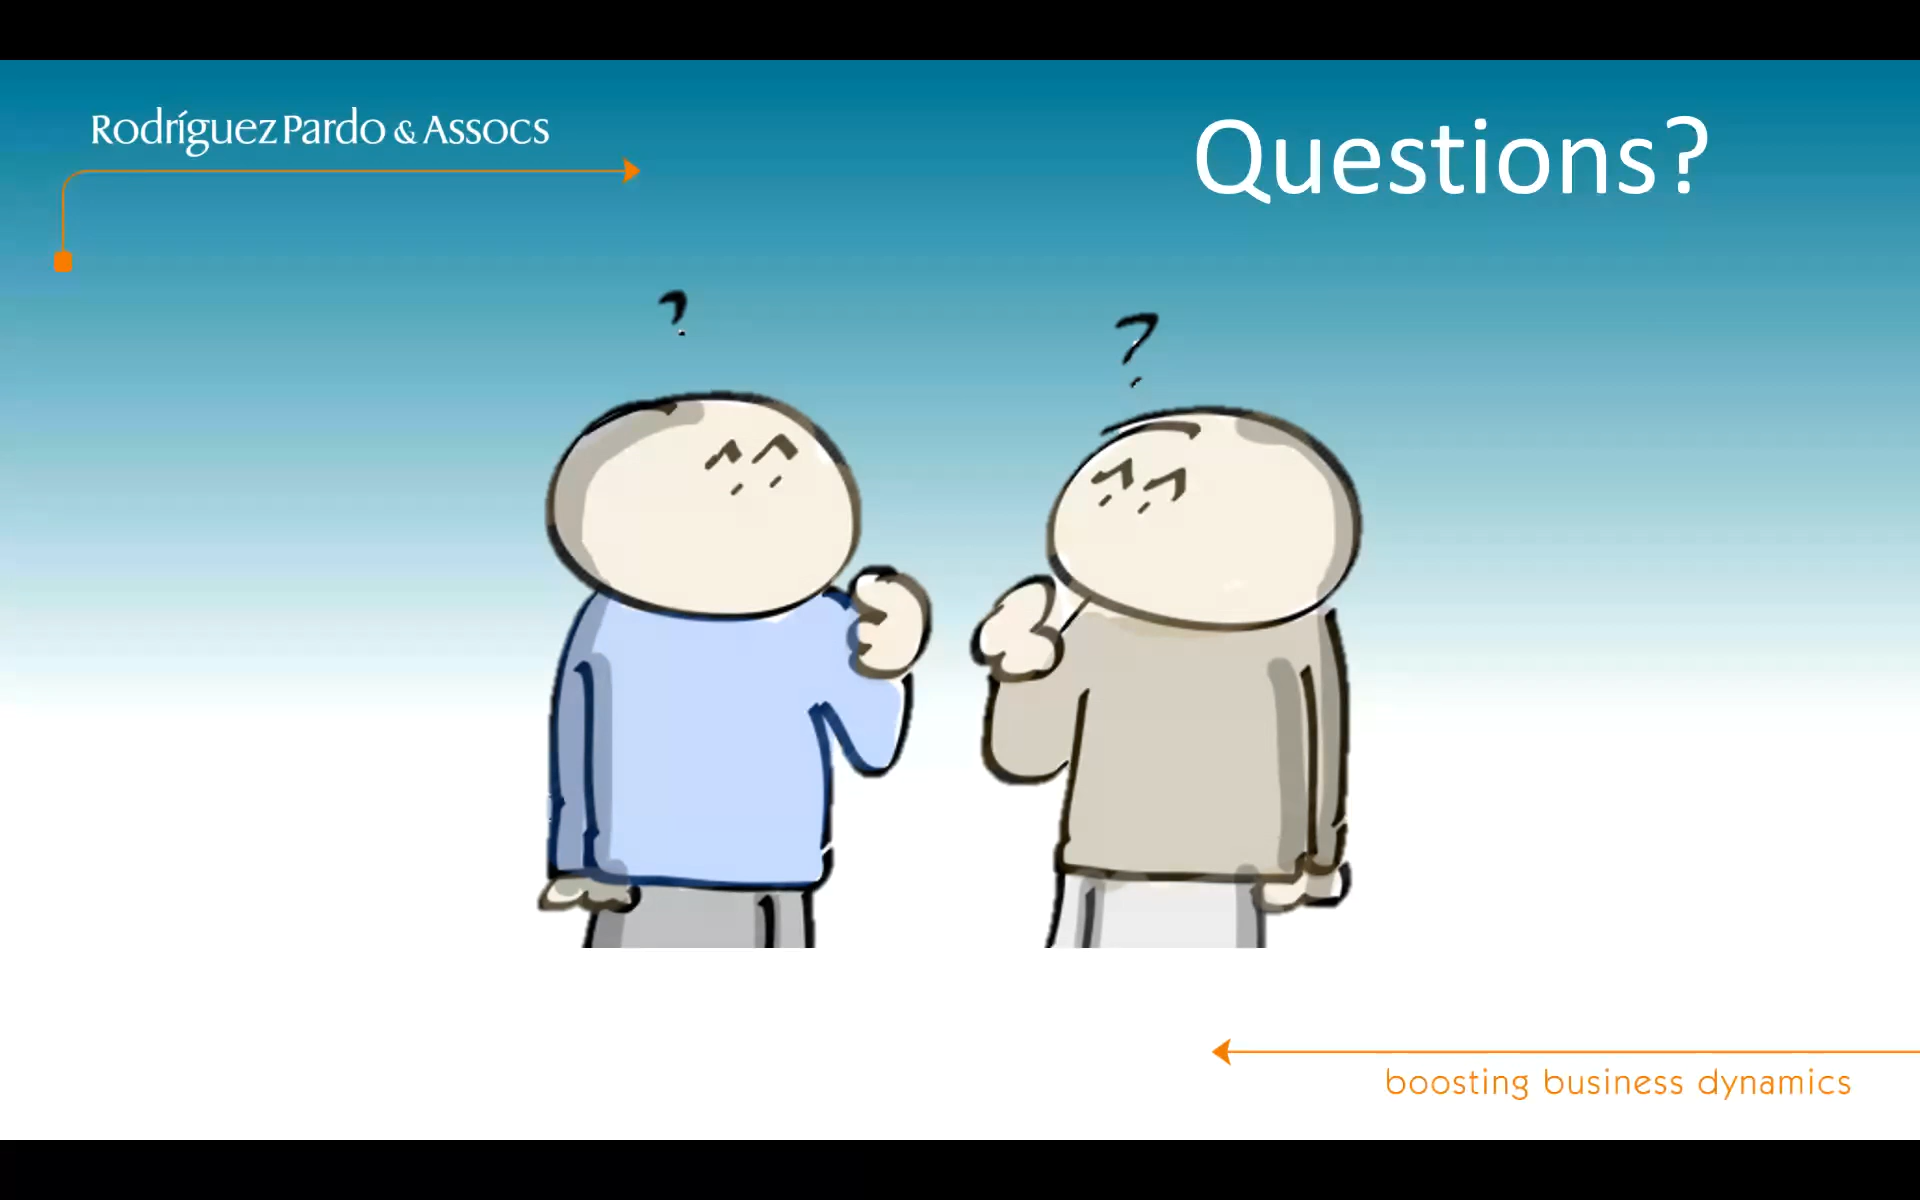 Rodríguez Pardo & Assocs
Questions?
?
?
boosting business dynamics